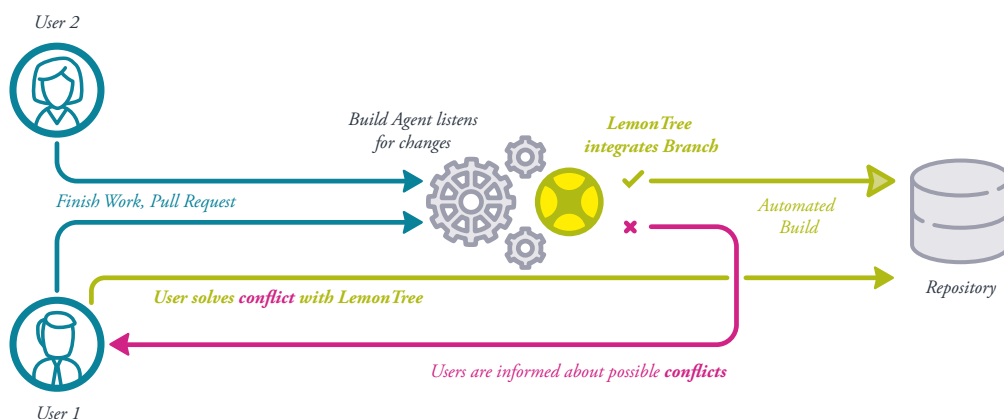 User 2
Build Agent listens
for changes
LemonTree
integrates Branch
Finish Work, Pull Request
Automated
Build
Repository
User solves conflict with LemonTree
Users are informed about possible conflicts
User 1